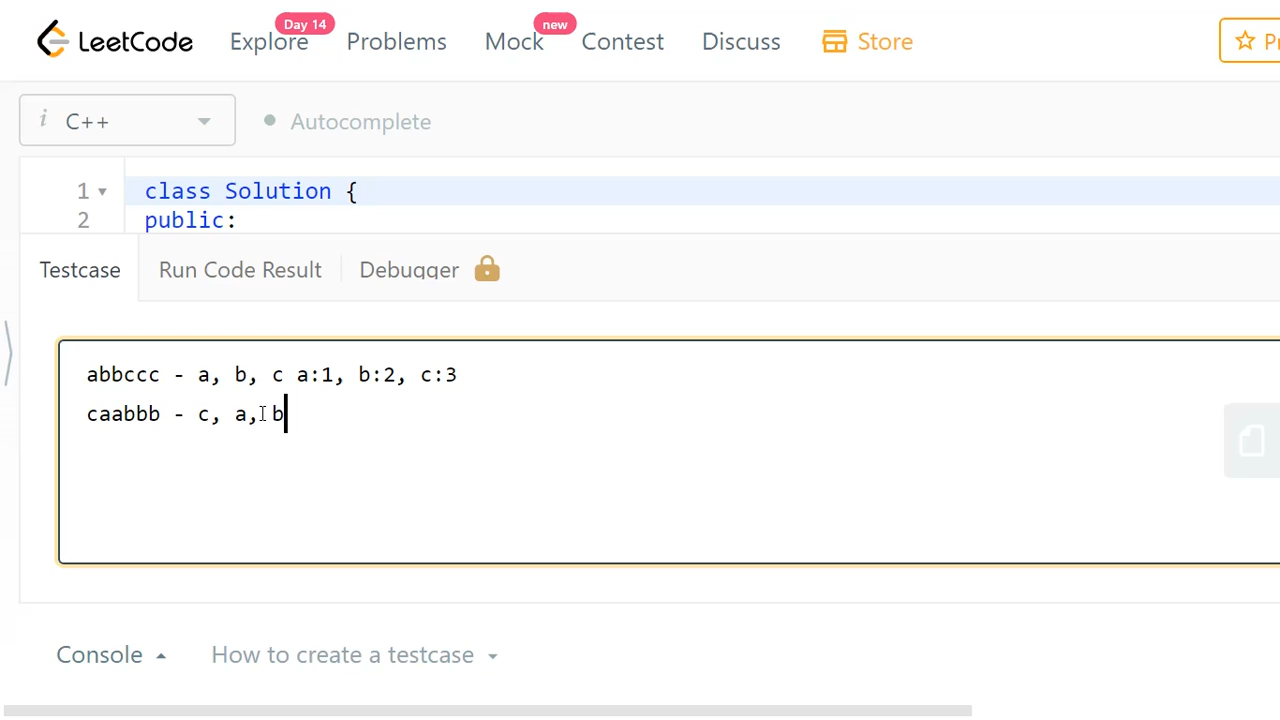 Day 14
new
LeetCode Explore Problems Mock Contest Discuss Store
i C++ Autocomplete
1 class Solution {
2 public:
Testcase Run Code Result Debugger
abbccc - a, b, c a:1, b:2, c:3
caabbb - c, a, b
Console How to create a testcase